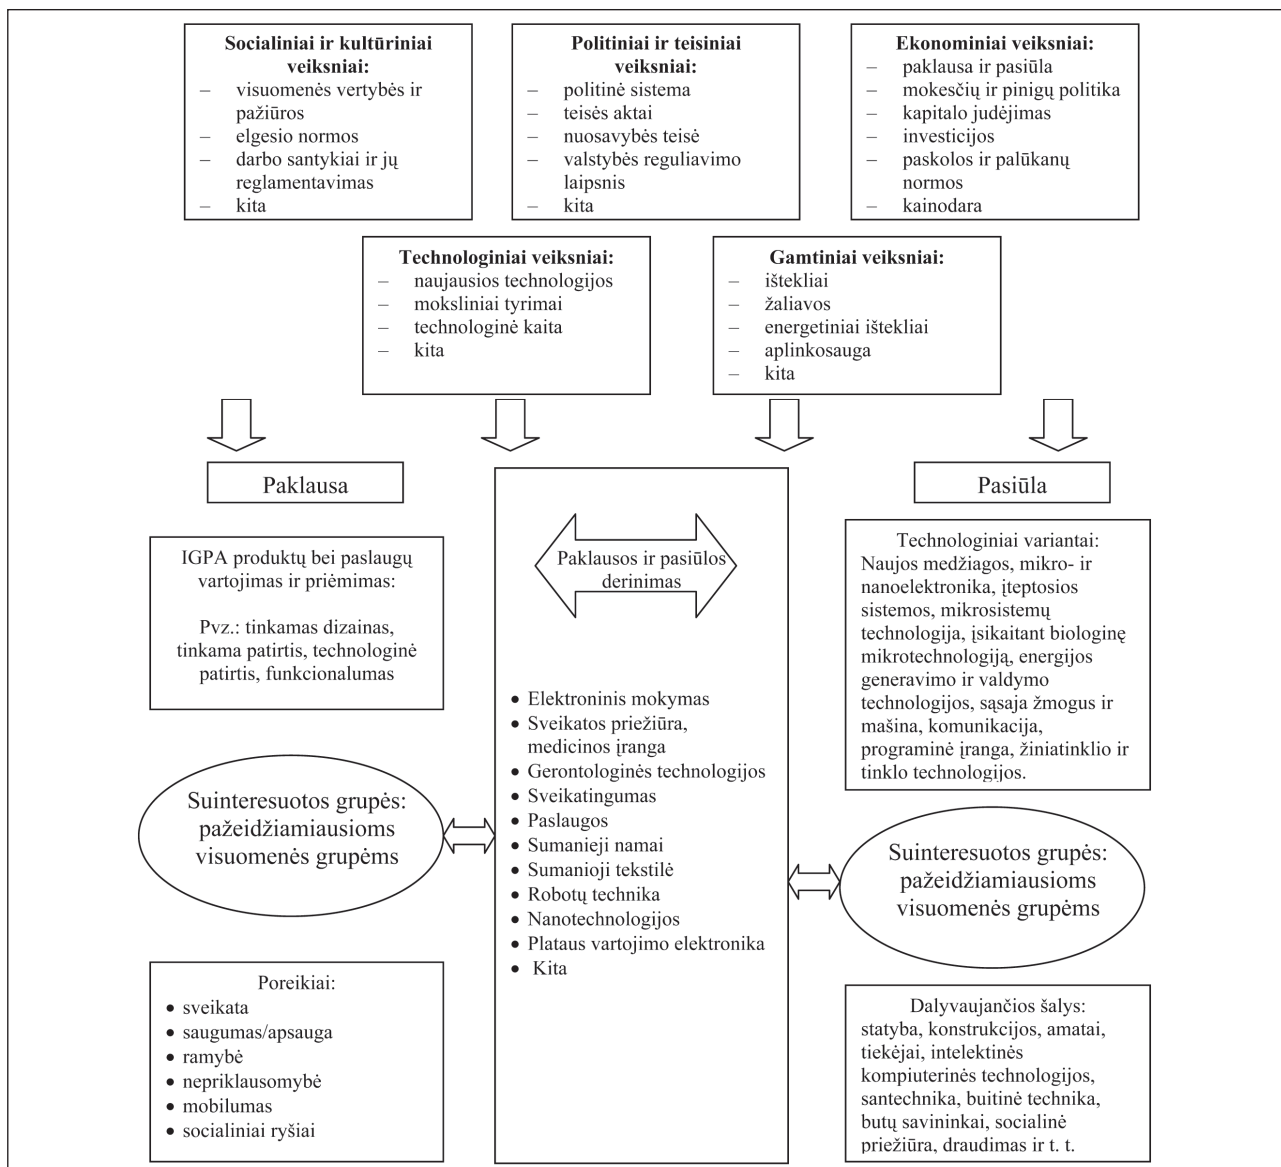 Socialiniai ir kultūriniai
veiksniai:
– visuomenės vertybės ir
pažiūros
– elgesio normos
– darbo santykiai ir jų
reglamentavimas
– kita
Politiniai ir teisiniai
veiksniai:
– politinė sistema
– teisės aktai
– nuosavybės teisė
– valstybės reguliavimo
laipsnis
– kita
Ekonominiai veiksniai:
– paklausa ir pasiūla
– mokesčių ir pinigų politika
– kapitalo judėjimas
– investicijos
– paskolos ir palūkanų
normos
– kainodara
Technologiniai veiksniai:
– naujausios technologijos
– moksliniai tyrimai
– technologinė kaita
– kita
Gamtiniai veiksniai:
– ištekliai
– žaliavos
– energetiniai ištekliai
– aplinkosauga
– kita
Paklausa
IGPA produktų bei paslaugų
vartojimas ir priėmimas:
Pvz.: tinkamas dizainas,
tinkama patirtis, technologinė
patirtis, funkcionalumas
Suinteresuotos grupės:
pažeidžiamiausioms
visuomenės grupėms
Poreikiai:
• sveikata
• saugumas/apsauga
• ramybė
• nepriklausomybė
• mobilumas
• socialiniai ryšiai
Paklausos ir pasiūlos
derinimas
• Elektroninis mokymas
• Sveikatos priežiūra,
medicinos įranga
• Gerontologinės technologijos
• Sveikatingumas
• Paslaugos
• Sumanieji namai
• Sumanioji tekstilė
• Robotų technika
• Nanotechnologijos
• Plataus vartojimo elektronika
• Kita
Pasiūla
Technologiniai variantai:
Naujos medžiagos, mikro- ir
nanoelektronika, įteptosios
sistemos, mikrosistemų
technologija, įsikaitant biologinę
mikrotechnologiją, energijos
generavimo ir valdymo
technologijos, sąsaja žmogus ir
mašina, komunikacija,
programinė įranga, žiniatinklio ir
tinklo technologijos.
Suinteresuotos grupės:
pažeidžiamiausioms
visuomenės grupėms
Dalyvaujančios šalys:
statyba, konstrukcijos, amatai,
tiekėjai, intelektinės
kompiuterinės technologijos,
santechnika, buitinė technika,
butų savininkai, socialinė
priežiūra, draudimas ir t. t.